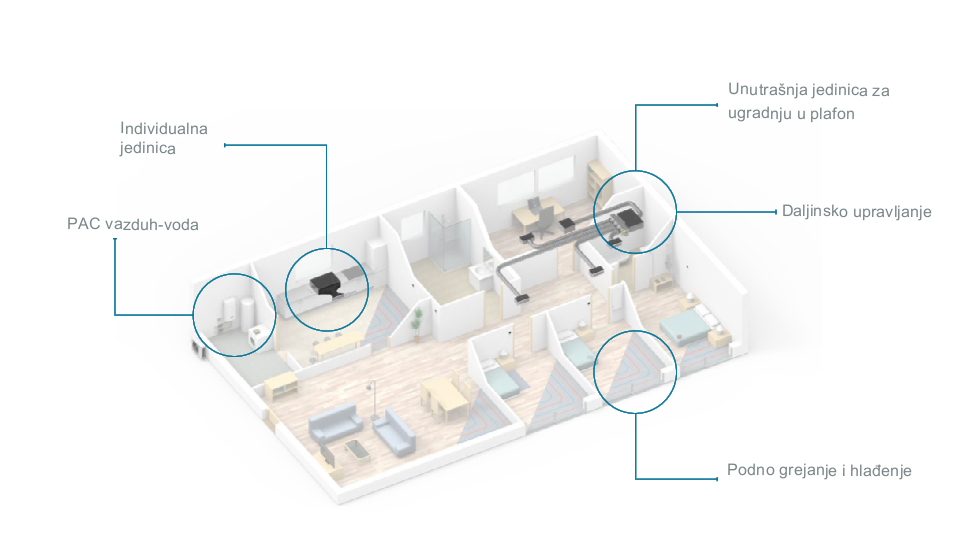 Unutrašnja jedinica za
ugradnju u plafon
Individualna
jedinica
Daljinsko upravljanje
PAC vazduh-voda
Podno grejanje i hlađenje